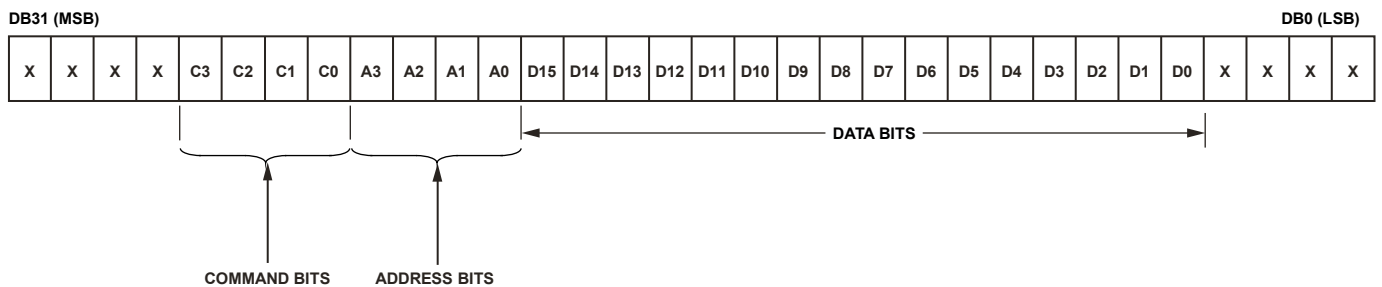 DB31 (MSB) DB0 (LSB)
X X X X C3 C2 C1 C0 A3 A2 A1 A0 D15 D14 D13 D12 D11 D10 D9 D8 D7 D6 D5 D4 D3 D2 D1 D0 X X X X
DATA BITS
COMMAND BITS ADDRESS BITS